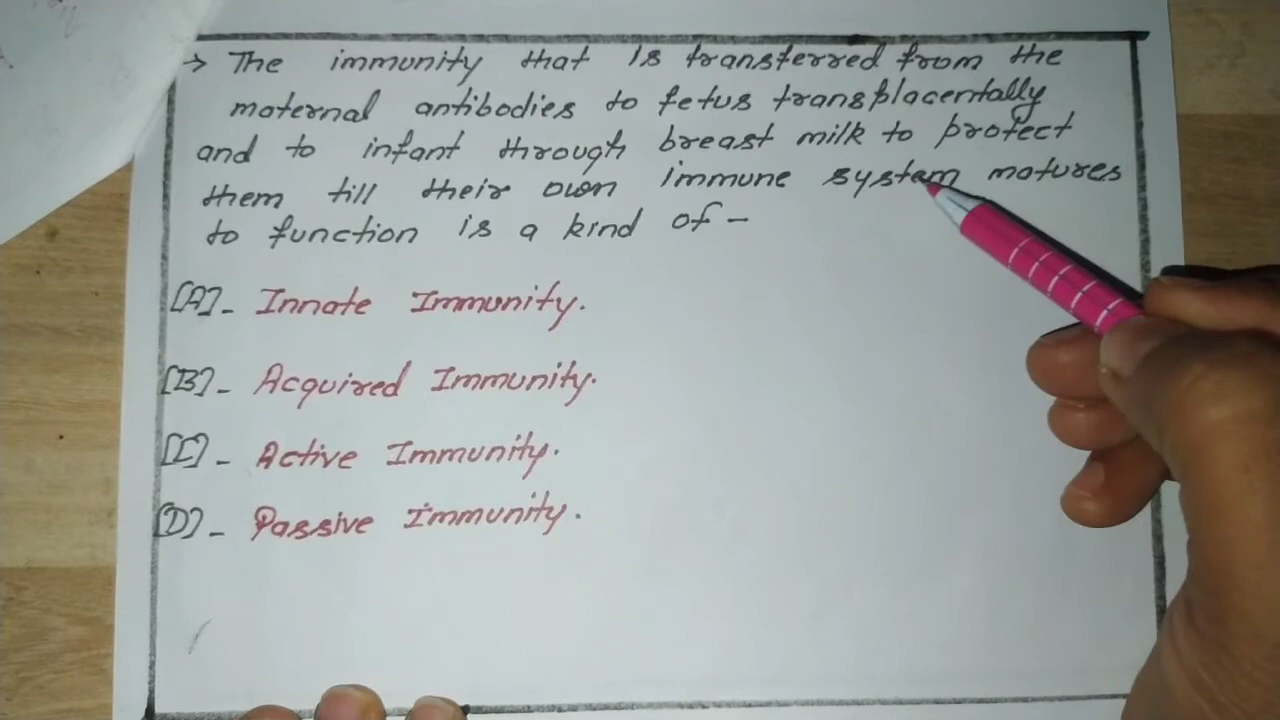 → The immunity that is transferred from the
maternal antibodies to fetus transplacentally
and to infant through breast milk to protect
them till their own immune system matures
to function is a kind of -
[A]- Innate Immunity.
[B]- Acquired Immunity.
[C]- Active Immunity.
[D]- Passive Immunity.